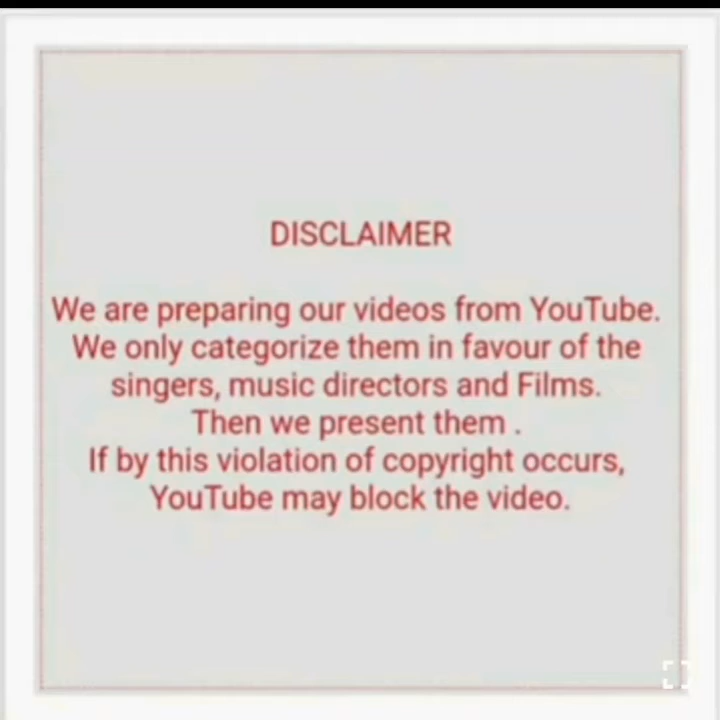 DISCLAIMER
We are preparing our videos from YouTube.
We only categorize them in favour of the
singers, music directors and Films.
Then we present them .
If by this violation of copyright occurs,
YouTube may block the video.